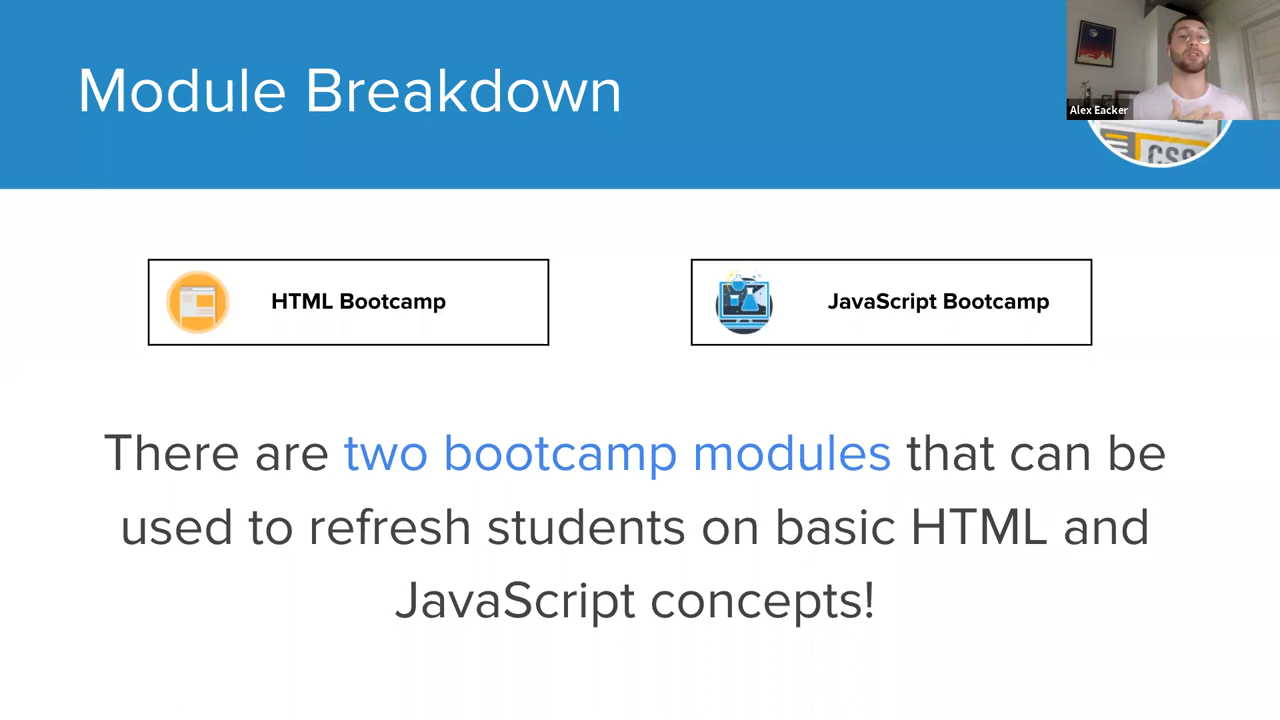 Module Breakdown
Alex Eacker
CSS
HTML Bootcamp
JavaScript Bootcamp
There are two bootcamp modules that can be
used to refresh students on basic HTML and
JavaScript concepts!